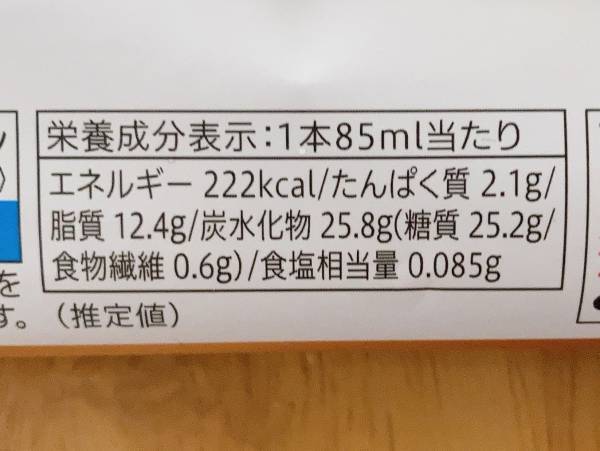 栄養成分表示:1本85ml当たり
エネルギー 222kcal/たんぱく質 2.1g/
脂質 12.4g/炭水化物 25.8g(糖質 25.2g/
食物繊維 0.6g)/食塩相当量 0.085g
を
す。(推定値)